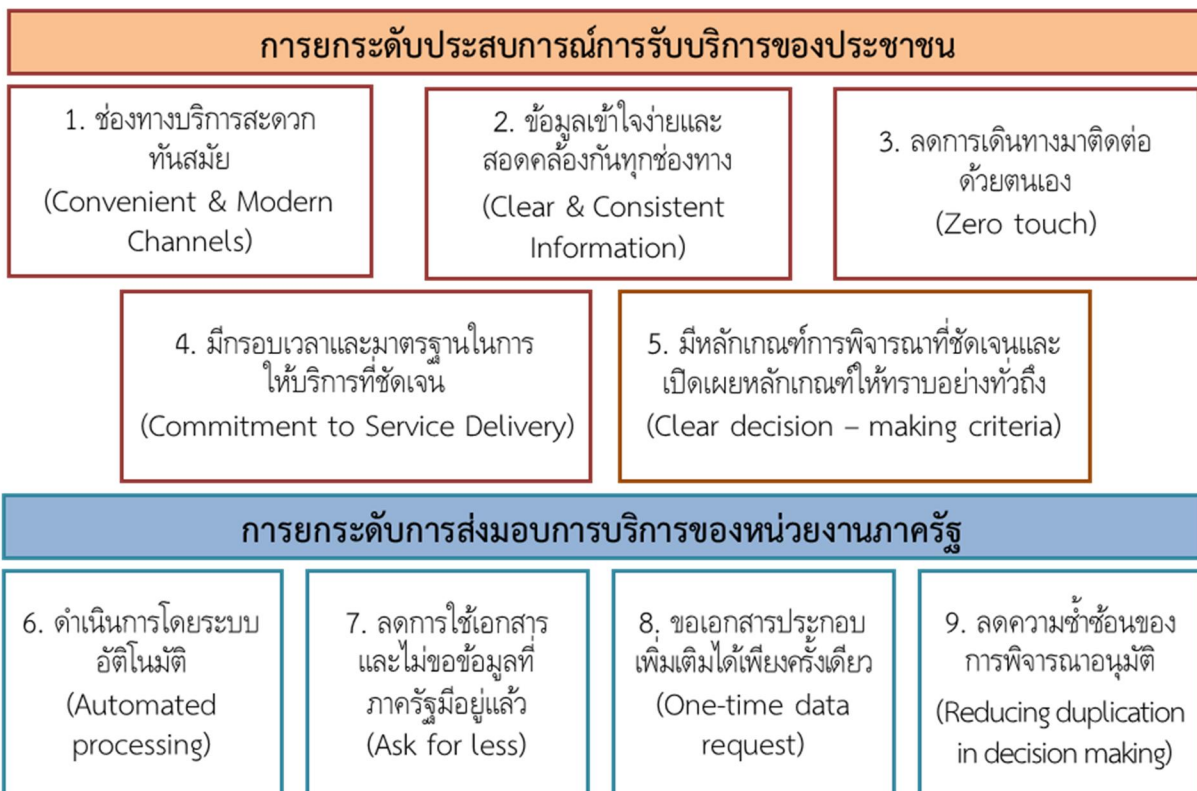 การยกระดับประสบการณ์การรับบริการของประชาชน
1. ช่องทางบริการสะดวก
ทันสมัย
(Convenient & Modern
Channels)
2. ข้อมูลเข้าใจง่ายและ
สอดคล้องกันทุกช่องทาง
(Clear & Consistent
Information)
3. ลดการเดินทางมาติดต่อ
ด้วยตนเอง
(Zero touch)
4. มีกรอบเวลาและมาตรฐานในการ
ให้บริการที่ชัดเจน
(Commitment to Service Delivery)
5. มีหลักเกณฑ์การพิจารณาที่ชัดเจนและ
เปิดเผยหลักเกณฑ์ให้ทราบอย่างทั่วถึง
(Clear decision – making criteria)
การยกระดับการส่งมอบการบริการของหน่วยงานภาครัฐ
6. ดำเนินการโดยระบบ
อัติโนมัติ
(Automated
processing)
7. ลดการใช้เอกสาร
และไม่ขอข้อมูลที่
ภาครัฐมีอยู่แล้ว
(Ask for less)
8. ขอเอกสารประกอบ
เพิ่มเติมได้เพียงครั้งเดียว
(One-time data
request)
9. ลดความซ้ำซ้อนของ
การพิจารณาอนุมัติ
(Reducing duplication
in decision making)